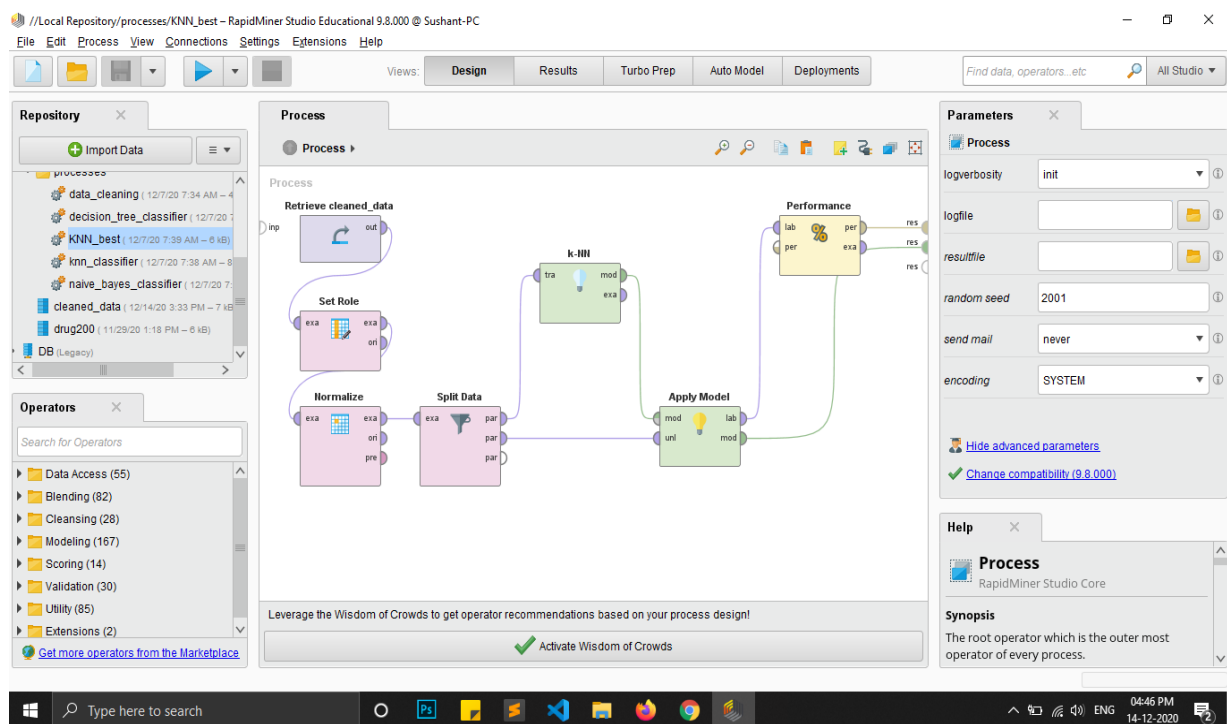 //Local Repository/processes/KNN_best – RapidMiner Studio Educational 9.8.000 @ Sushant-PC
File Edit Process View Connections Settings Extensions Help
Views: Design Results Turbo Prep Auto Model Deployments
Find data, operators...etc
All Studio
Repository
Import Data
processes
data_cleaning (12/7/20 7:34 AM – 4
decision_tree_classifier (12/7/20 7
KNN_best (12/7/20 7:39 AM – 6 kB)
knn_classifier (12/7/20 7:38 AM – 8
naive_bayes_classifier (12/7/20 7:
cleaned_data (12/14/20 3:33 PM – 7 kB
drug200 (11/29/20 1:18 PM – 6 kB)
DB (Legacy)
Operators
Search for Operators
Data Access (55)
Blending (82)
Cleansing (28)
Modeling (167)
Scoring (14)
Validation (30)
Utility (85)
Extensions (2)
Get more operators from the Marketplace
Process
Process
Process
inp
Retrieve cleaned_data
out
Set Role
exa exa
ori
Normalize
exa exa
ori
pre
Split Data
exa par
par
par
k-NN
tra mod
exa
Apply Model
mod lab
unl mod
Performance
lab % per
per exa
res
res
res
Leverage the Wisdom of Crowds to get operator recommendations based on your process design!
Activate Wisdom of Crowds
Parameters
Process
logverbosity init
logfile
resultfile
random seed 2001
send mail never
encoding SYSTEM
Hide advanced parameters
Change compatibility (9.8.000)
Help
Process
RapidMiner Studio Core
Synopsis
The root operator which is the outer most
operator of every process.
Type here to search
Ps
ENG
04:46 PM
14-12-2020
2